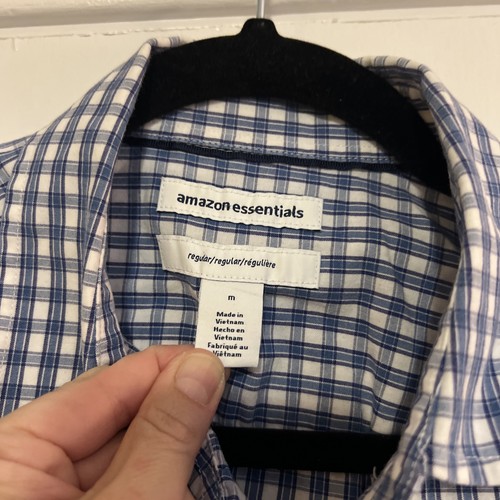 amazon essentials
regular/regular/régulière
m
Made in
Vietnam
Hecho en
Vietnam
Fabriqué au
Viêtnam